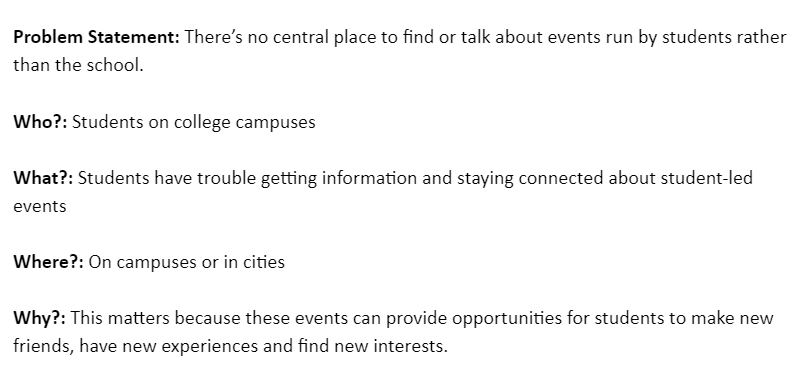 Problem Statement: There’s no central place to find or talk about events run by students rather
than the school.
Who?: Students on college campuses
What?: Students have trouble getting information and staying connected about student-led
events
Where?: On campuses or in cities
Why?: This matters because these events can provide opportunities for students to make new
friends, have new experiences and find new interests.